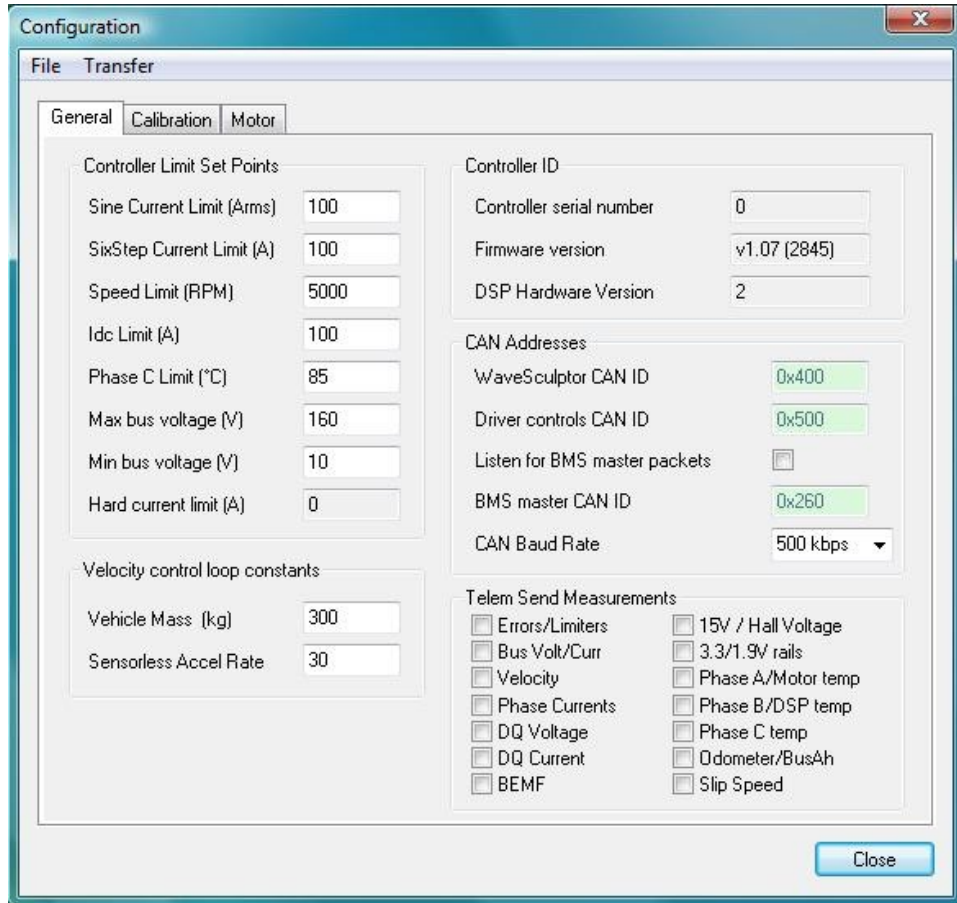 Configuration
File Transfer
General Calibration Motor
Controller Limit Set Points
Sine Current Limit (Arms) 100
SixStep Current Limit (A) 100
Speed Limit (RPM) 5000
Idc Limit (A) 100
Phase C Limit (°C) 85
Max bus voltage (V) 160
Min bus voltage (V) 10
Hard current limit (A) 0
Velocity control loop constants
Vehicle Mass (kg) 300
Sensorless Accel Rate 30
Controller ID
Controller serial number 0
Firmware version v1.07 (2845)
DSP Hardware Version 2
CAN Addresses
WaveSculptor CAN ID 0x400
Driver controls CAN ID 0x500
Listen for BMS master packets
BMS master CAN ID 0x260
CAN Baud Rate 500 kbps
Telem Send Measurements
Errors/Limiters 15V / Hall Voltage
Bus Volt/Curr 3.3/1.9V rails
Velocity Phase A/Motor temp
Phase Currents Phase B/DSP temp
DQ Voltage Phase C temp
DQ Current Odometer/BusAh
BEMF Slip Speed
Close